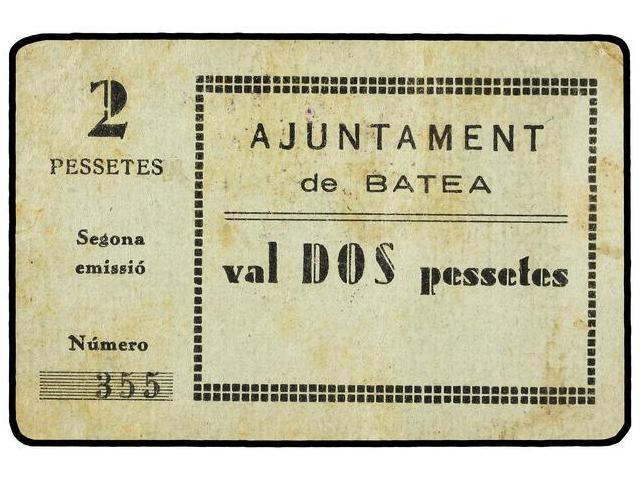 2
PESSETES
Segona
emissió
Número
355
AJUNTAMENT
de BATEA
val DOS pessetes